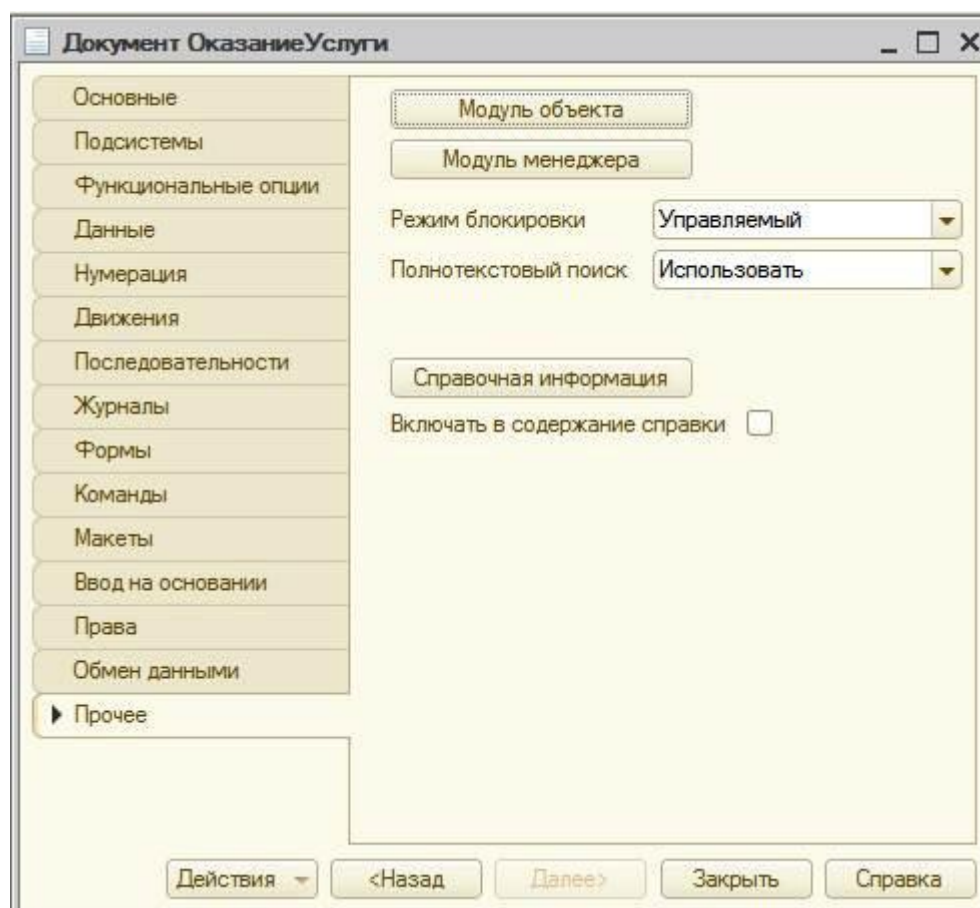 Документ ОказаниеУслуги
Основные
Подсистемы
Функциональные опции
Данные
Нумерация
Движения
Последовательности
Журналы
Формы
Команды
Макеты
Ввод на основании
Права
Обмен данными
Прочее
Модуль объекта
Модуль менеджера
Режим блокировки Управляемый
Полнотекстовый поиск Использовать
Справочная информация
Включать в содержание справки
Действия <Назад Далее> Закрыть Справка